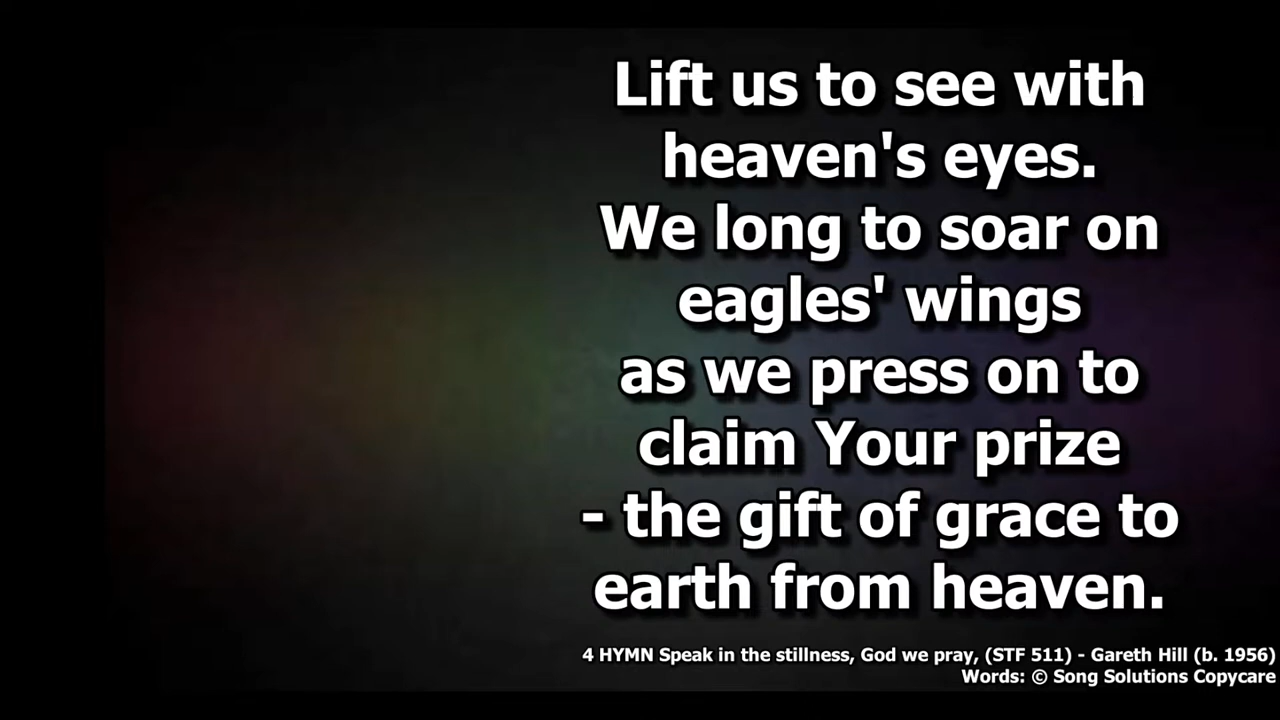 Lift us to see with
heaven's eyes.
We long to soar on
eagles' wings
as we press on to
claim Your prize
- the gift of grace to
earth from heaven.
4 HYMN Speak in the stillness, God we pray, (STF 511) - Gareth Hill (b. 1956)
Words: © Song Solutions Copycare